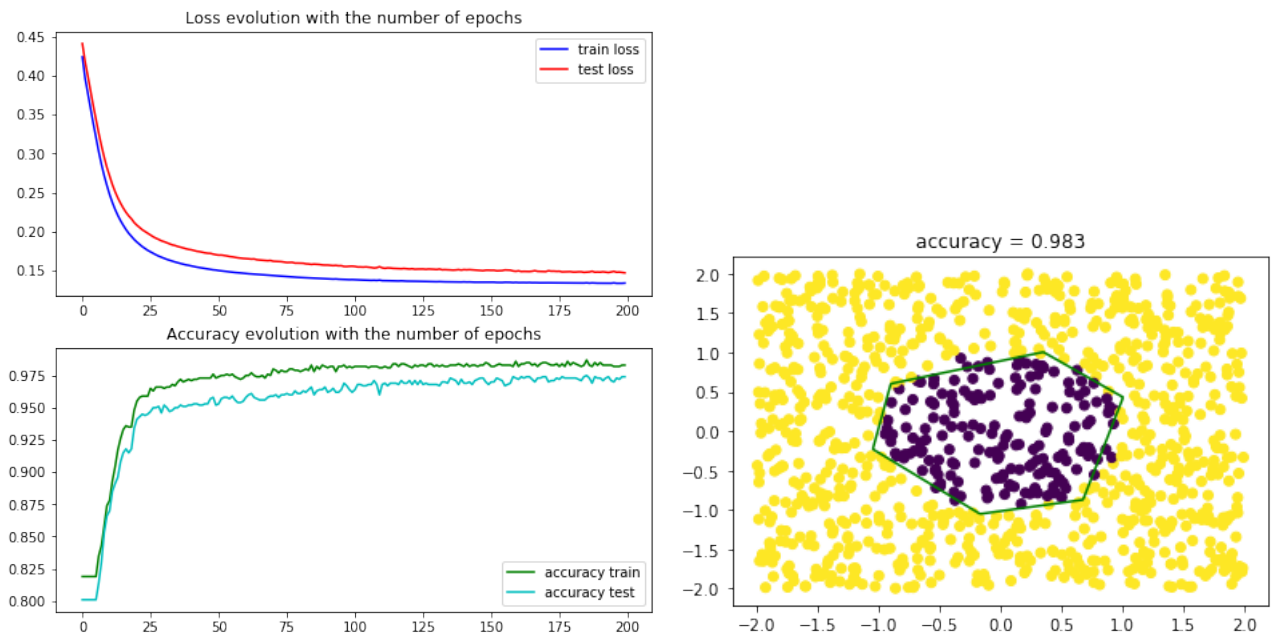 Loss evolution with the number of epochs
0.45
0.40
0.35
0.30
0.25
0.20
0.15
train loss
test loss
0 25 50 75 100 125 150 175 200
Accuracy evolution with the number of epochs
0.975
0.950
0.925
0.900
0.875
0.850
0.825
0.800
accuracy train
accuracy test
0 25 50 75 100 125 150 175 200
accuracy = 0.983
2.0
1.5
1.0
0.5
0.0
−0.5
−1.0
−1.5
−2.0
−2.0 −1.5 −1.0 −0.5 0.0 0.5 1.0 1.5 2.0